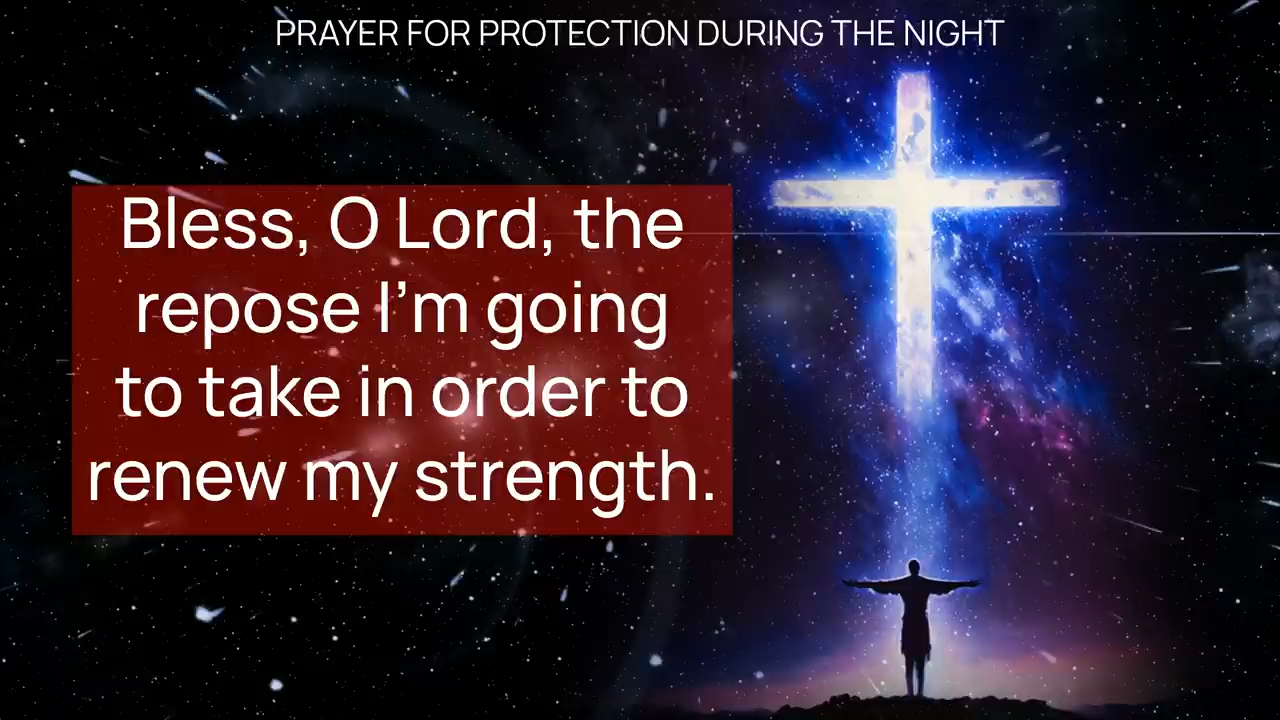 PRAYER FOR PROTECTION DURING THE NIGHT
Bless, O Lord, the
repose I’m going
to take in order to
renew my strength.